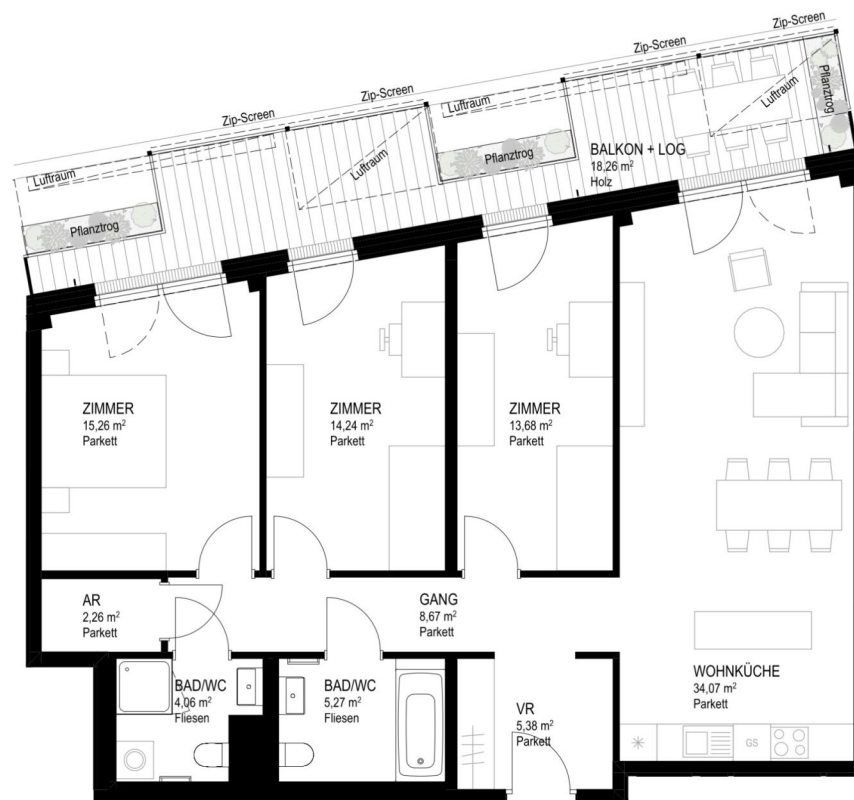 Zip-Screen
Zip-Screen
Zip-Screen
Zip-Screen
Luftraum
Luftraum
Luftraum
Luftraum
Pflanztrog
Pflanztrog
Pflanztrog
BALKON + LOG
18,26 m²
Holz
ZIMMER
15,26 m²
Parkett
ZIMMER
14,24 m²
Parkett
ZIMMER
13,68 m²
Parkett
AR
2,26 m²
Parkett
GANG
8,67 m²
Parkett
BAD/WC
4,06 m²
Fliesen
BAD/WC
5,27 m²
Fliesen
VR
5,38 m²
Parkett
WOHNKÜCHE
34,07 m²
Parkett
GS